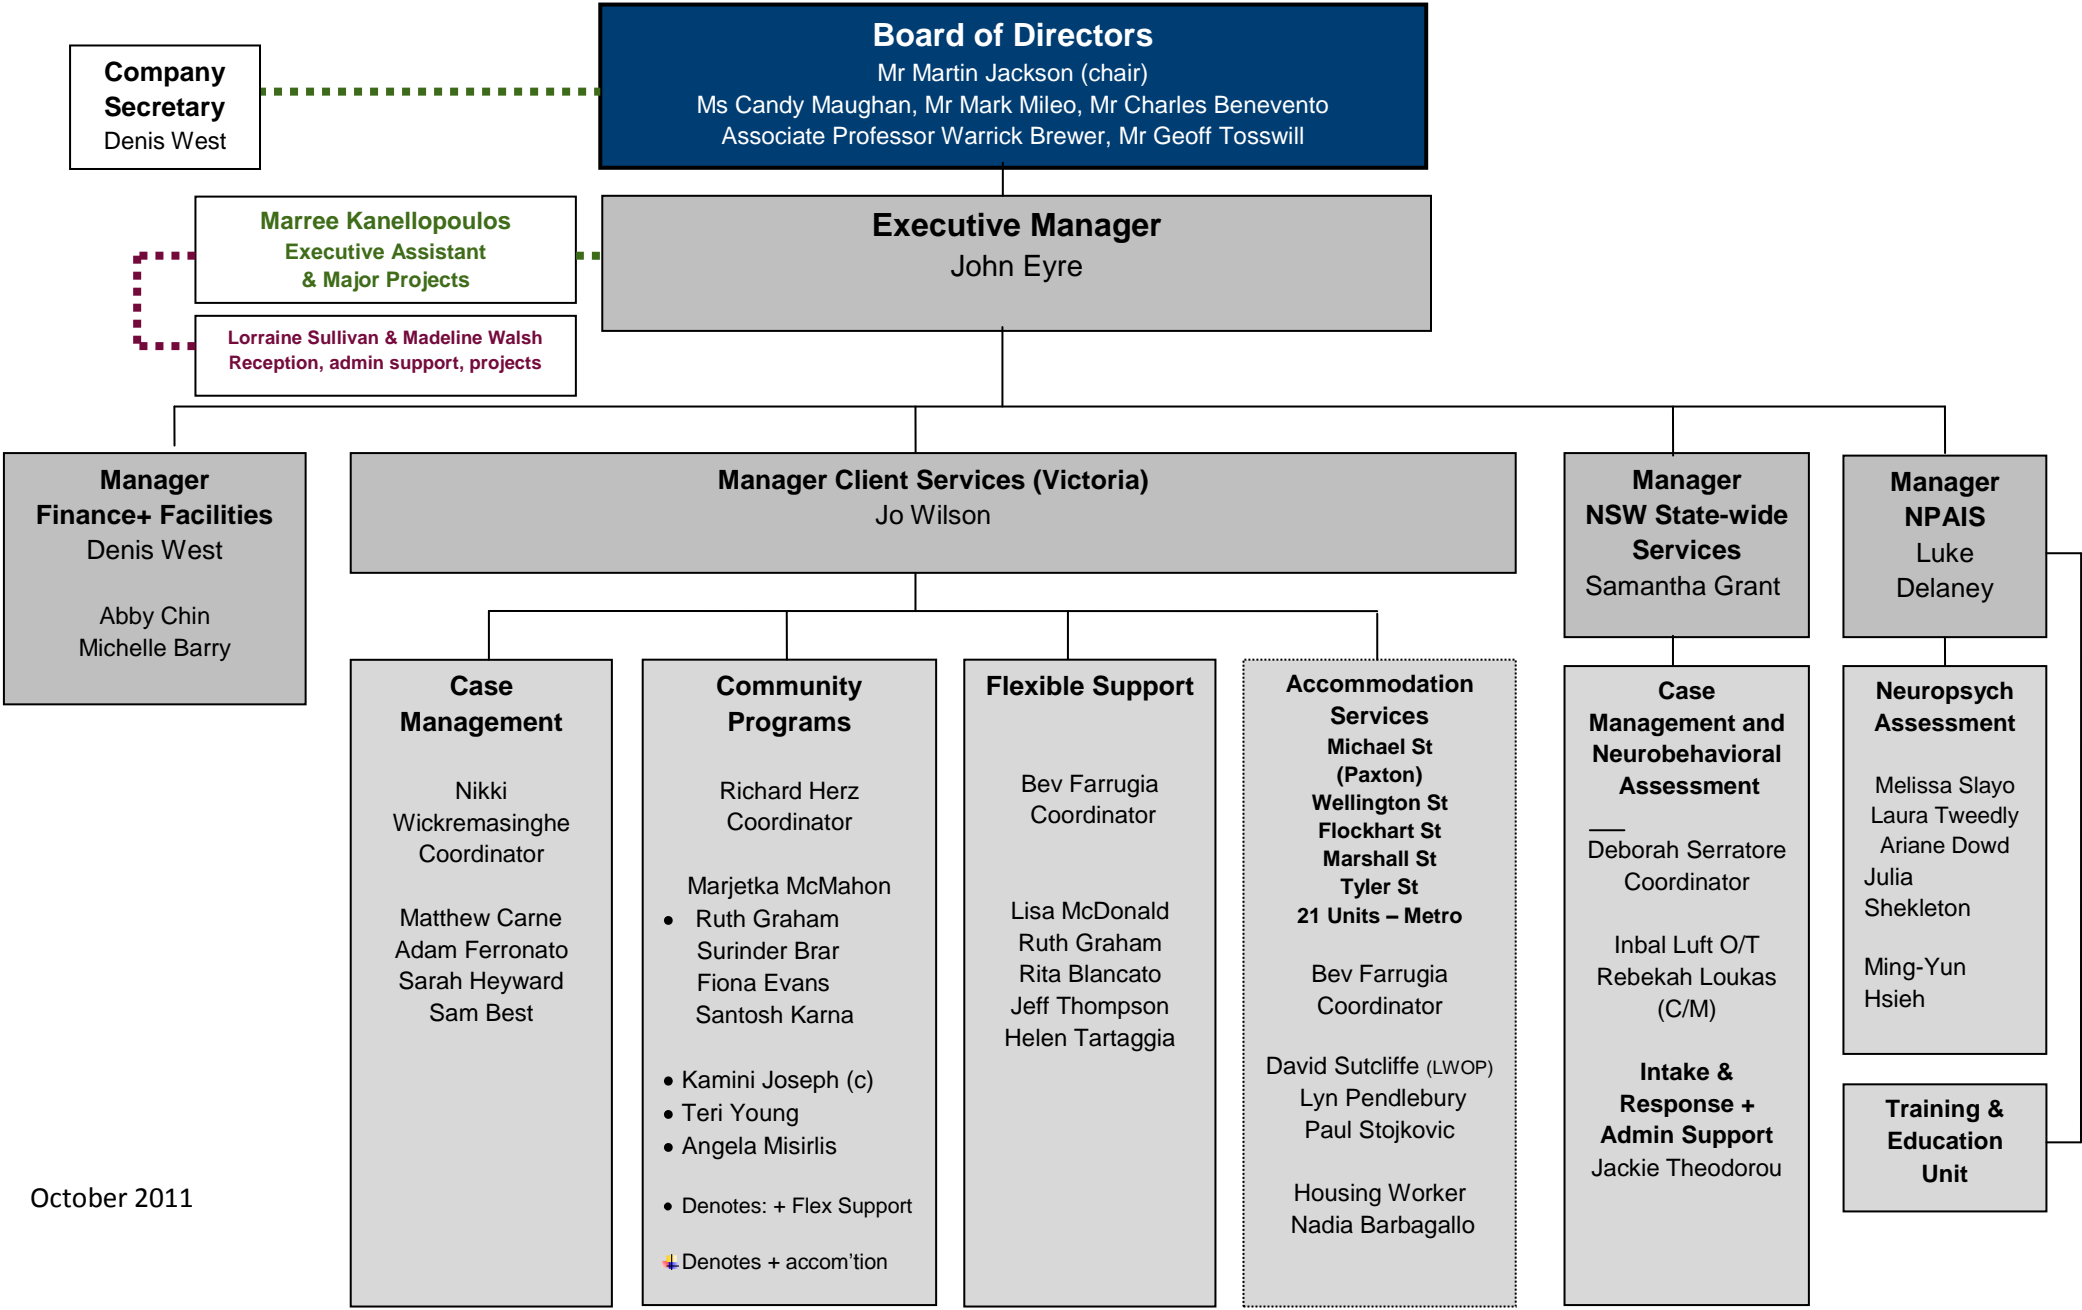 Board of Directors
Mr Martin Jackson (chair)
Ms Candy Maughan, Mr Mark Mileo, Mr Charles Benevento
Associate Professor Warrick Brewer, Mr Geoff Tosswill
Company
Secretary
Denis West
Marree Kanellopoulos
Executive Assistant
& Major Projects
Executive Manager
John Eyre
Lorraine Sullivan & Madeline Walsh
Reception, admin support, projects
Manager
Finance+ Facilities
Denis West
Abby Chin
Michelle Barry
Manager Client Services (Victoria)
Jo Wilson
Manager
NSW State-wide
Services
Samantha Grant
Manager
NPAIS
Luke
Delaney
Case
Management
Nikki
Wickremasinghe
Coordinator
Matthew Carne
Adam Ferronato
Sarah Heyward
Sam Best
Community
Programs
Richard Herz
Coordinator
Marjetka McMahon
• Ruth Graham
Surinder Brar
Fiona Evans
Santosh Karna
• Kamini Joseph (c)
• Teri Young
• Angela Misirlis
• Denotes: + Flex Support
Denotes + accom’tion
Flexible Support
Bev Farrugia
Coordinator
Lisa McDonald
Ruth Graham
Rita Blancato
Jeff Thompson
Helen Tartaggia
Accommodation
Services
Michael St
(Paxton)
Wellington St
Flockhart St
Marshall St
Tyler St
21 Units – Metro
Bev Farrugia
Coordinator
David Sutcliffe (LWOP)
Lyn Pendlebury
Paul Stojkovic
Housing Worker
Nadia Barbagallo
Case
Management and
Neurobehavioral
Assessment
Deborah Serratore
Coordinator
Inbal Luft O/T
Rebekah Loukas
(C/M)
Intake &
Response +
Admin Support
Jackie Theodorou
Neuropsych
Assessment
Melissa Slayo
Laura Tweedly
Ariane Dowd
Julia
Shekleton
Ming-Yun
Hsieh
Training &
Education
Unit
October 2011